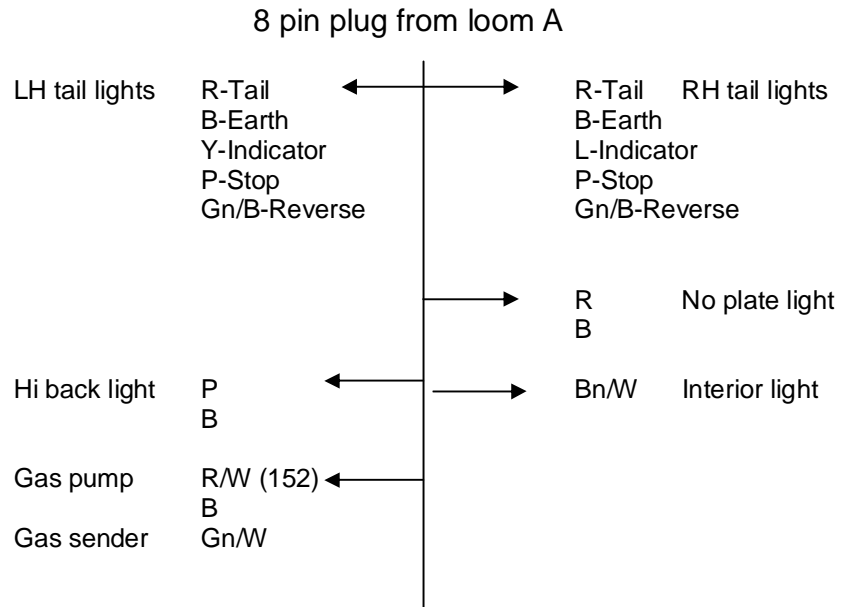 8 pin plug from loom A
LH tail lights R-Tail R-Tail RH tail lights
B-Earth B-Earth
Y-Indicator L-Indicator
P-Stop P-Stop
Gn/B-Reverse Gn/B-Reverse
R No plate light
B
Hi back light P Bn/W Interior light
B
Gas pump R/W (152)
B
Gas sender Gn/W